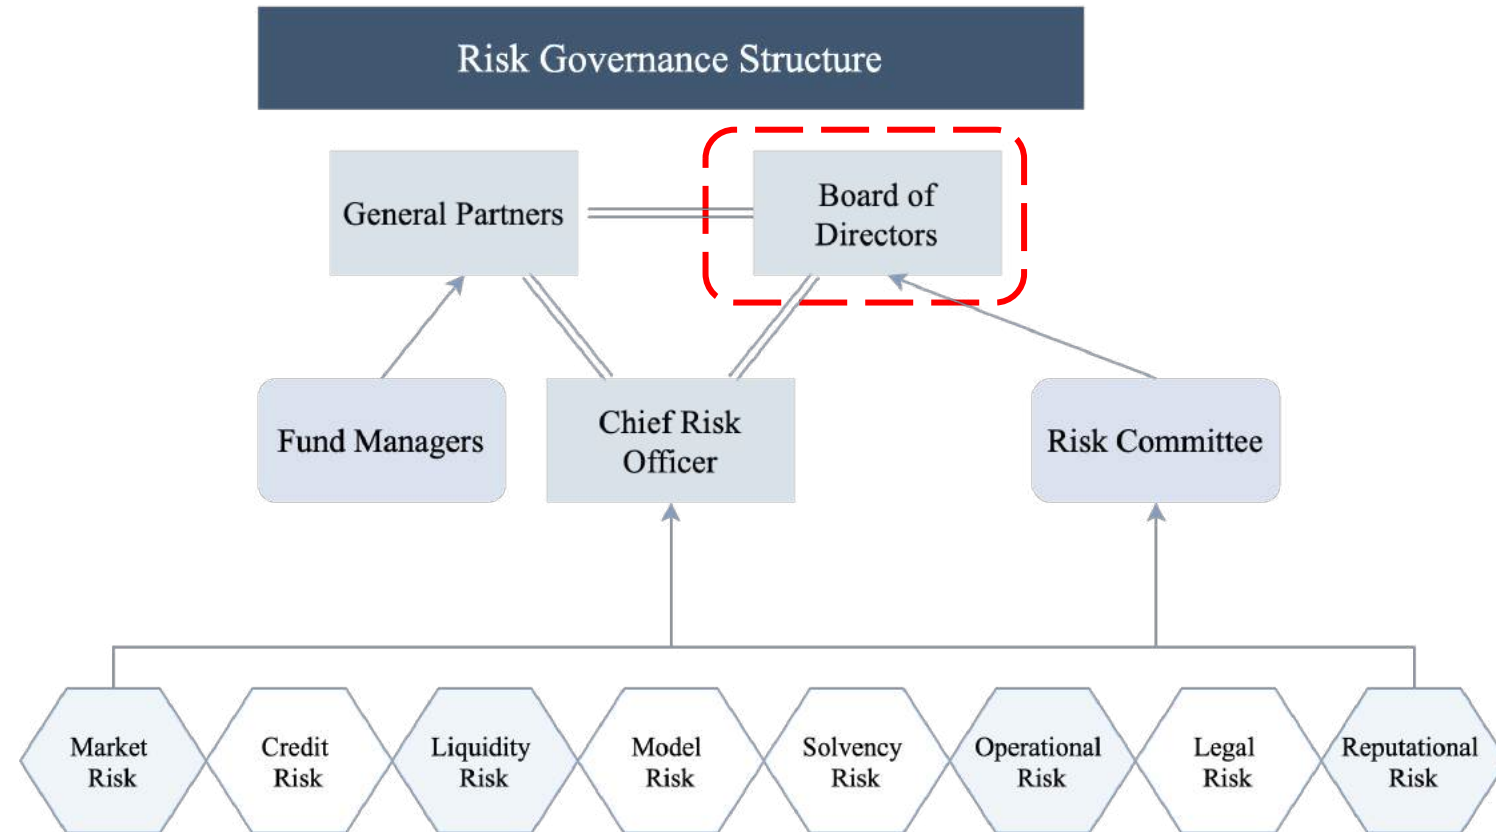 Risk Governance Structure
General Partners
Board of
Directors
Fund Managers
Chief Risk
Officer
Risk Committee
Market
Risk
Credit
Risk
Liquidity
Risk
Model
Risk
Solvency
Risk
Operational
Risk
Legal
Risk
Reputational
Risk